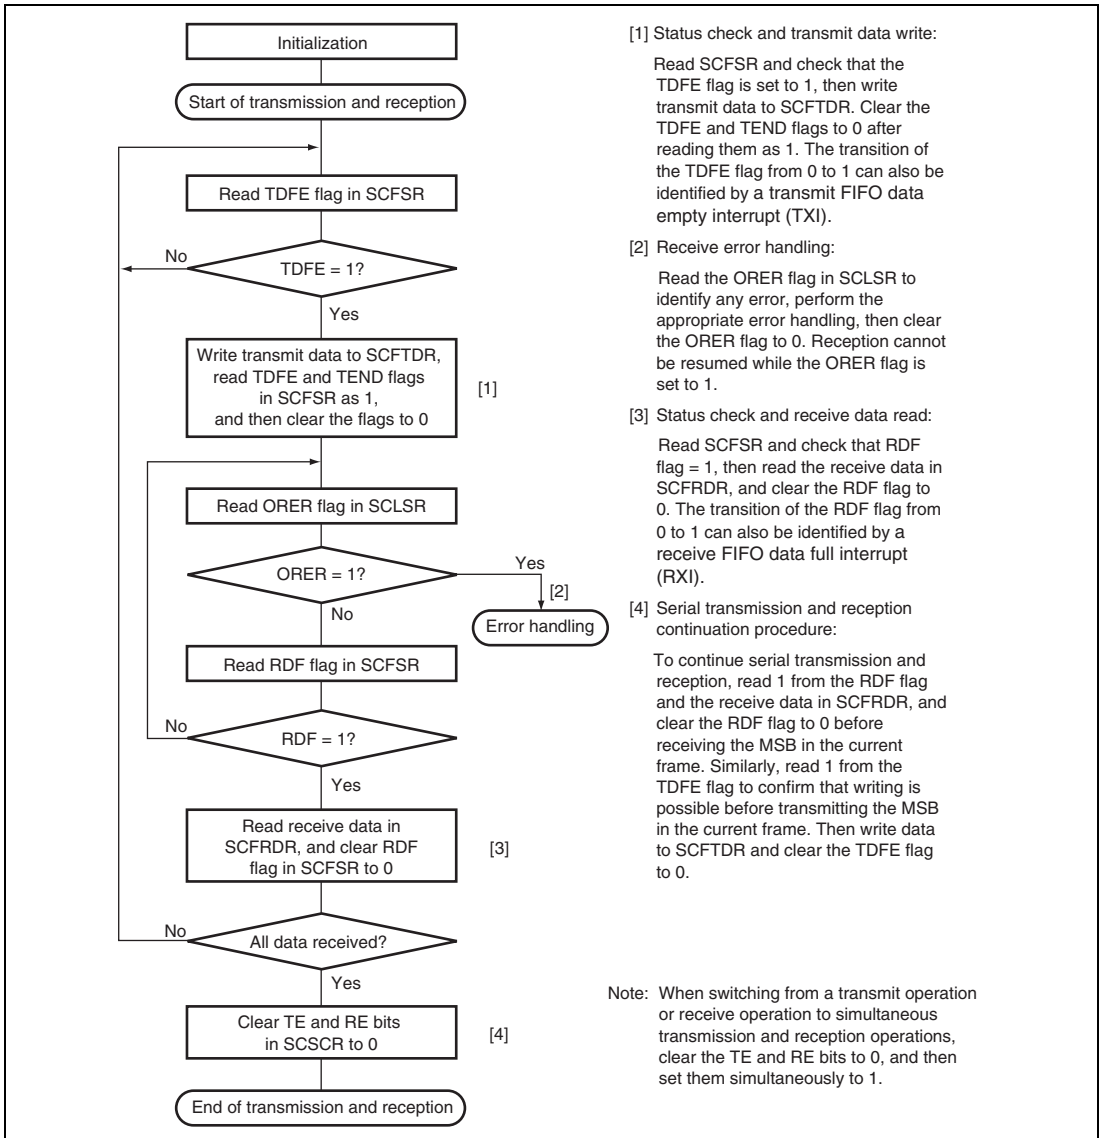 Initialization
Start of transmission and reception
Read TDFE flag in SCFSR
No
TDFE = 1?
Yes
Write transmit data to SCFTDR,
read TDFE and TEND flags
in SCFSR as 1,
and then clear the flags to 0
[1]
Read ORER flag in SCLSR
ORER = 1?
Yes
[2]
Error handling
No
Read RDF flag in SCFSR
No
RDF = 1?
Yes
Read receive data in
SCFRDR, and clear RDF
flag in SCFSR to 0
[3]
No
All data received?
Yes
Clear TE and RE bits
in SCSCR to 0
[4]
End of transmission and reception
[1] Status check and transmit data write:
Read SCFSR and check that the
TDFE flag is set to 1, then write
transmit data to SCFTDR. Clear the
TDFE and TEND flags to 0 after
reading them as 1. The transition of
the TDFE flag from 0 to 1 can also be
identified by a transmit FIFO data
empty interrupt (TXI).
[2] Receive error handling:
Read the ORER flag in SCLSR to
identify any error, perform the
appropriate error handling, then clear
the ORER flag to 0. Reception cannot
be resumed while the ORER flag is
set to 1.
[3] Status check and receive data read:
Read SCFSR and check that RDF
flag = 1, then read the receive data in
SCFRDR, and clear the RDF flag to
0. The transition of the RDF flag from
0 to 1 can also be identified by a
receive FIFO data full interrupt
(RXI).
[4] Serial transmission and reception
continuation procedure:
To continue serial transmission and
reception, read 1 from the RDF flag
and the receive data in SCFRDR, and
clear the RDF flag to 0 before
receiving the MSB in the current
frame. Similarly, read 1 from the
TDFE flag to confirm that writing is
possible before transmitting the MSB
in the current frame. Then write data
to SCFTDR and clear the TDFE flag
to 0.
Note: When switching from a transmit operation
or receive operation to simultaneous
transmission and reception operations,
clear the TE and RE bits to 0, and then
set them simultaneously to 1.